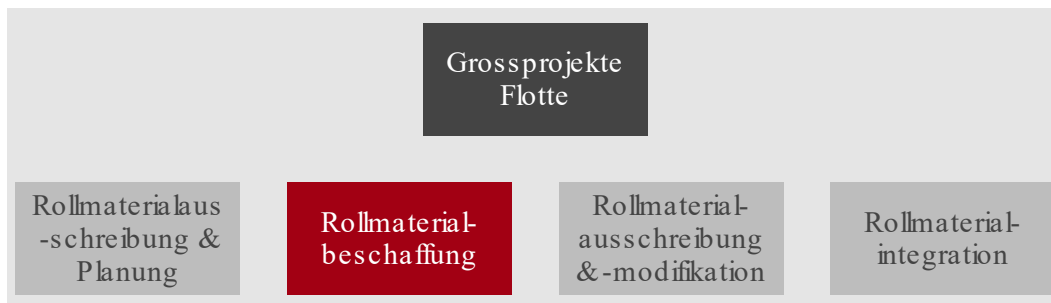 Grossprojekte
Flotte
Rollmaterialaus
-schreibung &
Planung
Rollmaterial-
beschaffung
Rollmaterial-
ausschreibung
&-modifikation
Rollmaterial-
integration